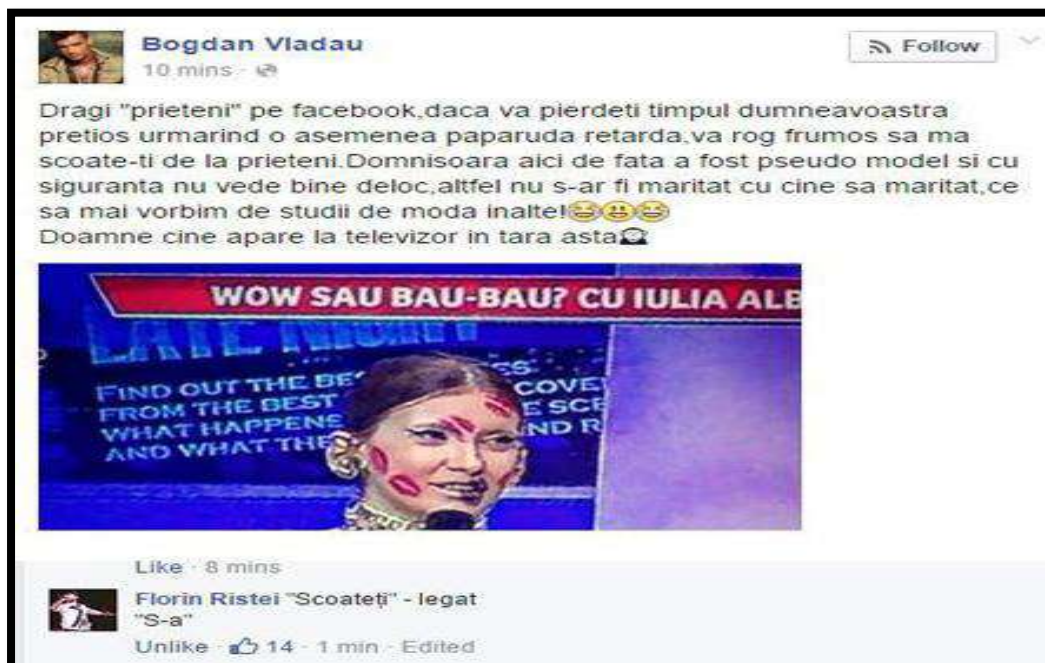 Bogdan Vladau
Follow
10 mins ·
Dragi "prieteni" pe facebook,daca va pierdeti timpul dumneavoastra
pretios urmarind o asemenea paparuda retarda,va rog frumos sa ma
scoate-ti de la prieteni.Domnisoara aici de fata a fost pseudo model si cu
siguranta nu vede bine deloc,altfel nu s-ar fi maritat cu cine sa maritat,ce
sa mai vorbim de studii de moda inalte!
Doamne cine apare la televizor in tara asta
WOW SAU BAU-BAU? CU IULIA ALB
LATE NIGHT
FIND OUT THE BES
COVE
FROM THE BEST
E SCE
WHAT HAPPENS
ND R
AND WHAT THE
Like · 8 mins
Florin Ristei "Scoateți" - legat
"S-a"
Unlike · 14 · 1 min · Edited